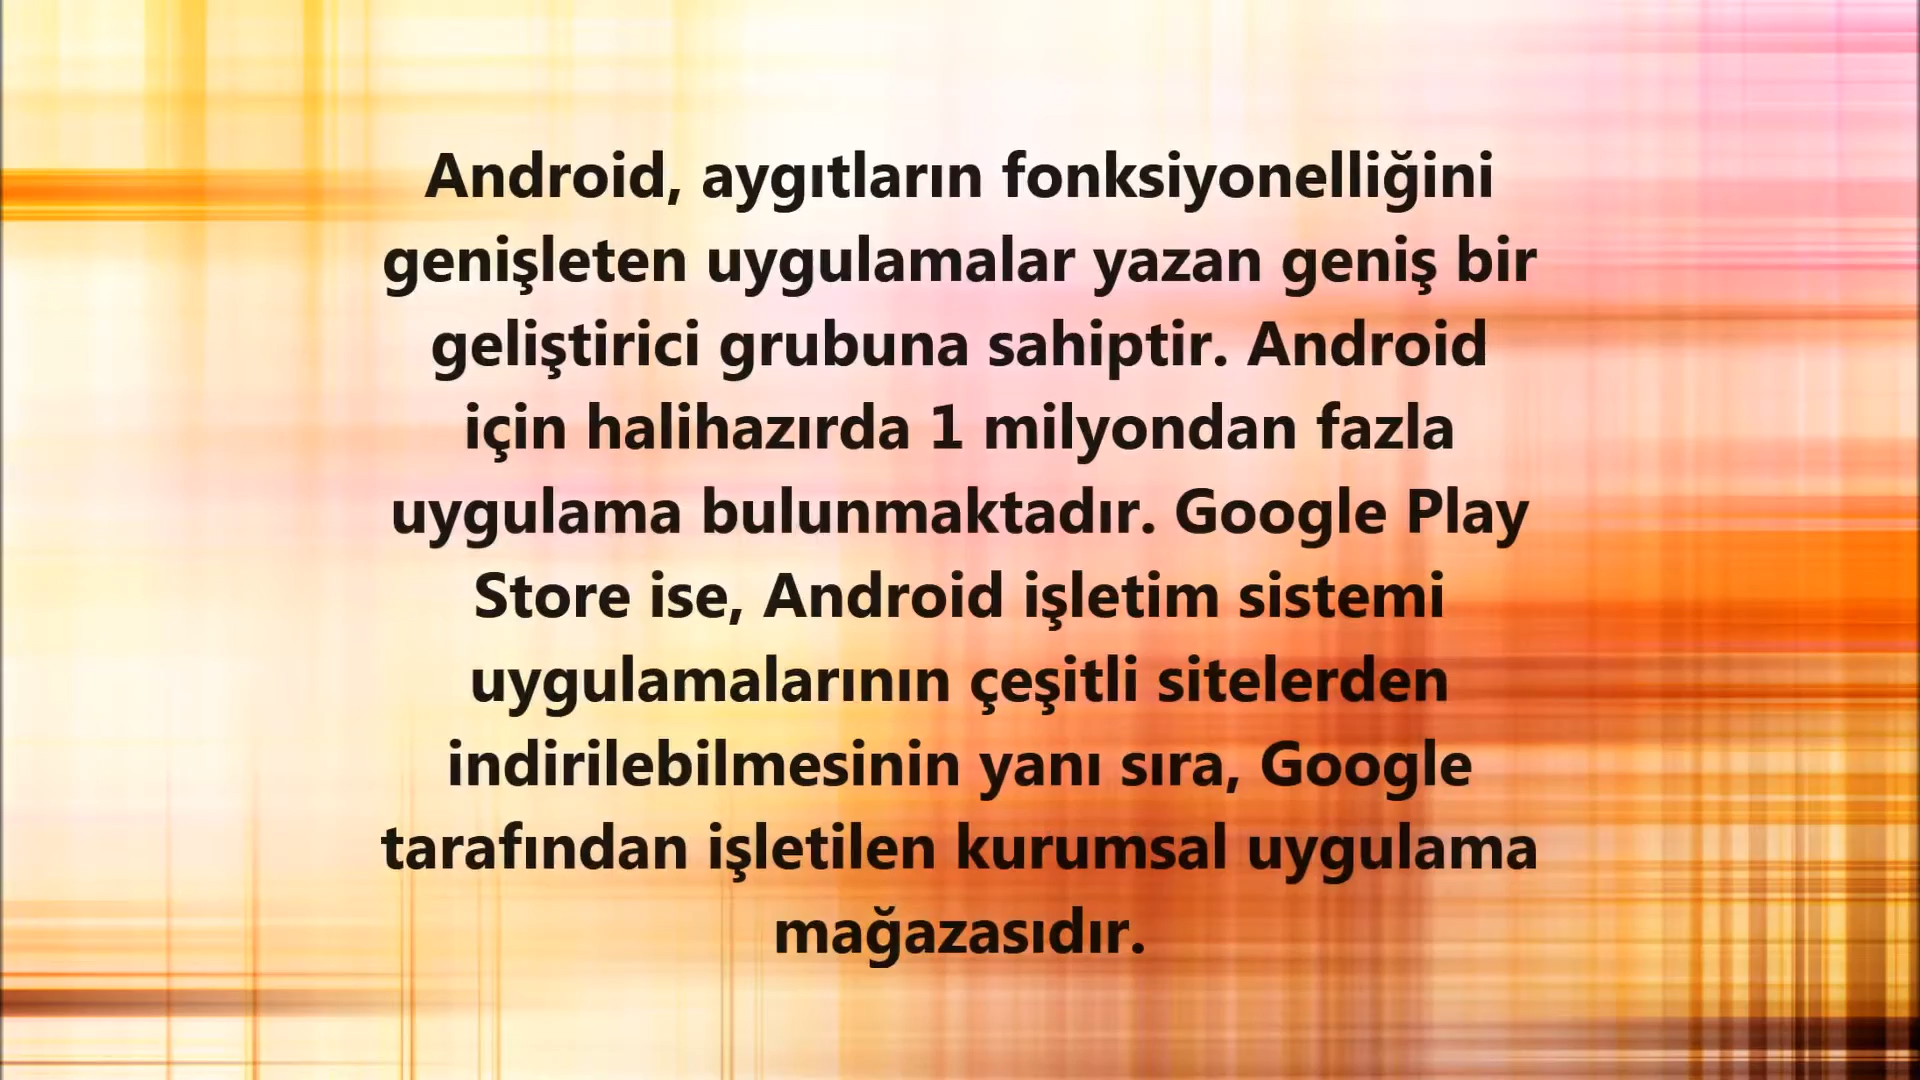 Android, aygıtların fonksiyonelliğini
genişleten uygulamalar yazan geniş bir
geliştirici grubuna sahiptir. Android
için halihazırda 1 milyondan fazla
uygulama bulunmaktadır. Google Play
Store ise, Android işletim sistemi
uygulamalarının çeşitli sitelerden
indirilebilmesinin yanı sıra, Google
tarafından işletilen kurumsal uygulama
mağazasıdır.